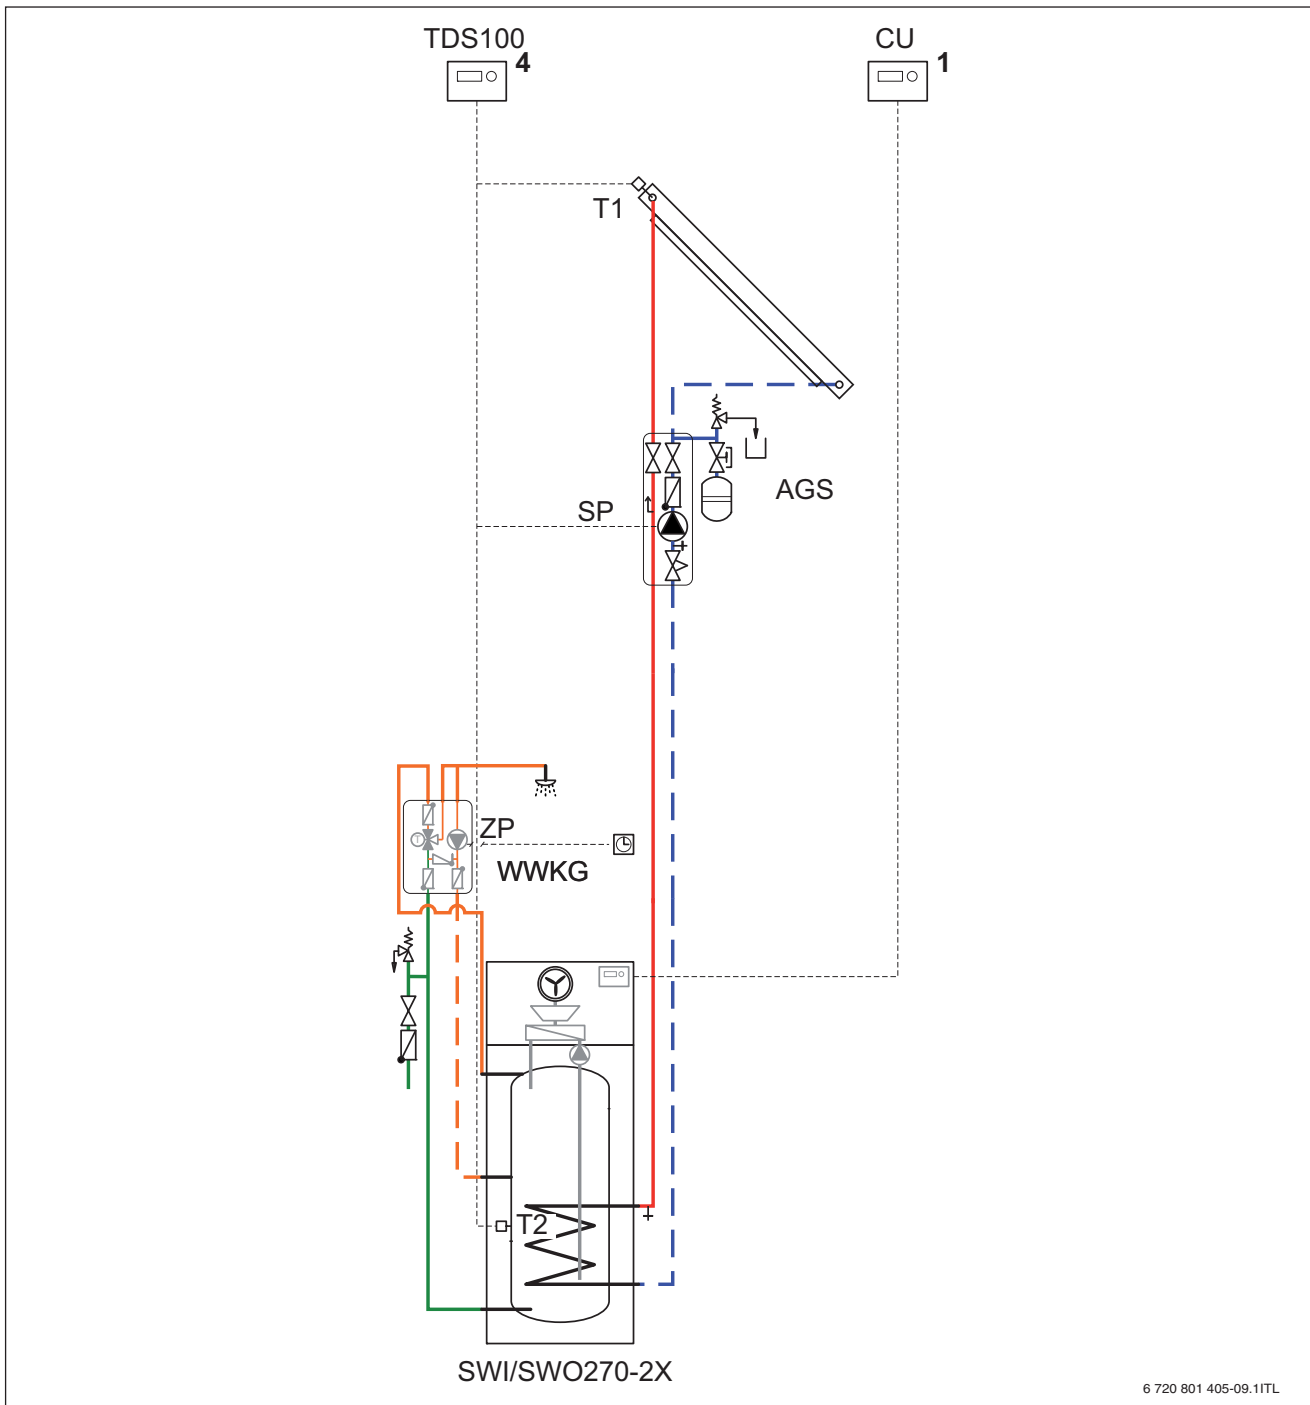 TDS100
4
CU
1
T1
AGS
SP
ZP
T
WWKG
T2
SWI/SWO270-2X
6 720 801 405-09.1ITL